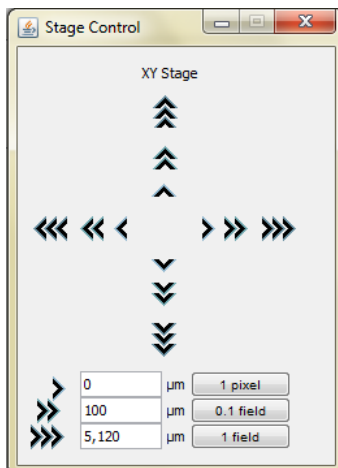 Stage Control
XY Stage
0 µm 1 pixel
100 µm 0.1 field
5,120 µm 1 field